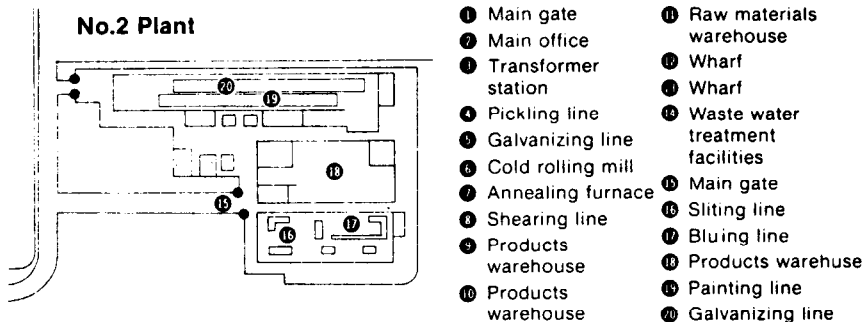 No.2 Plant
20
19
18
15
16
17
1 Main gate
2 Main office
3 Transformer
station
4 Pickling line
5 Galvanizing line
6 Cold rolling mill
7 Annealing furnace
8 Shearing line
9 Products
warehouse
10 Products
warehouse
11 Raw materials
warehouse
12 Wharf
13 Wharf
14 Waste water
treatment
facilities
15 Main gate
16 Sliting line
17 Bluing line
18 Products warehuse
19 Painting line
20 Galvanizing line